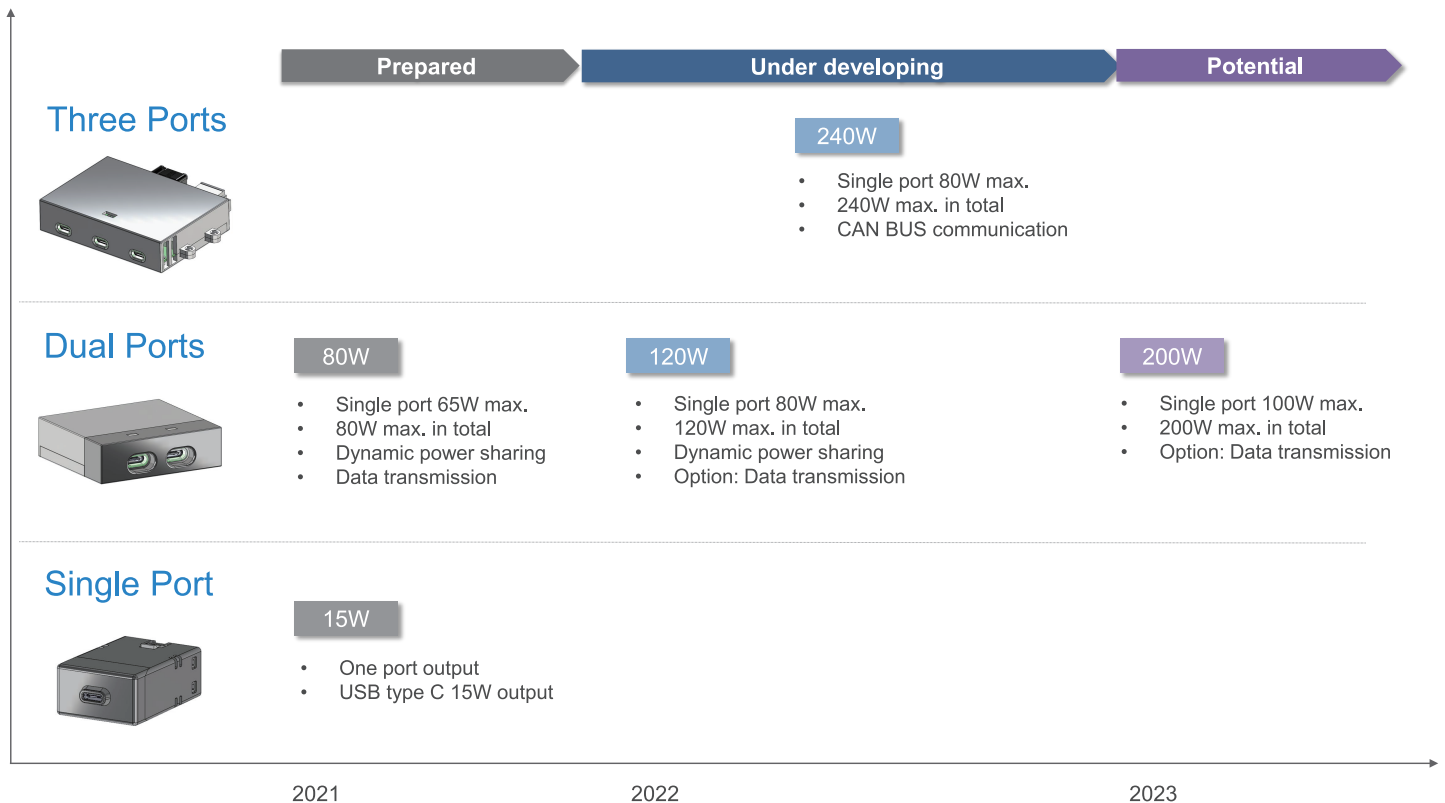 Prepared
Under developing
Potential
Three Ports
240W
• Single port 80W max.
• 240W max. in total
• CAN BUS communication
Dual Ports
80W
• Single port 65W max.
• 80W max. in total
• Dynamic power sharing
• Data transmission
120W
• Single port 80W max.
• 120W max. in total
• Dynamic power sharing
• Option: Data transmission
200W
• Single port 100W max.
• 200W max. in total
• Option: Data transmission
Single Port
15W
• One port output
• USB type C 15W output
2021
2022
2023